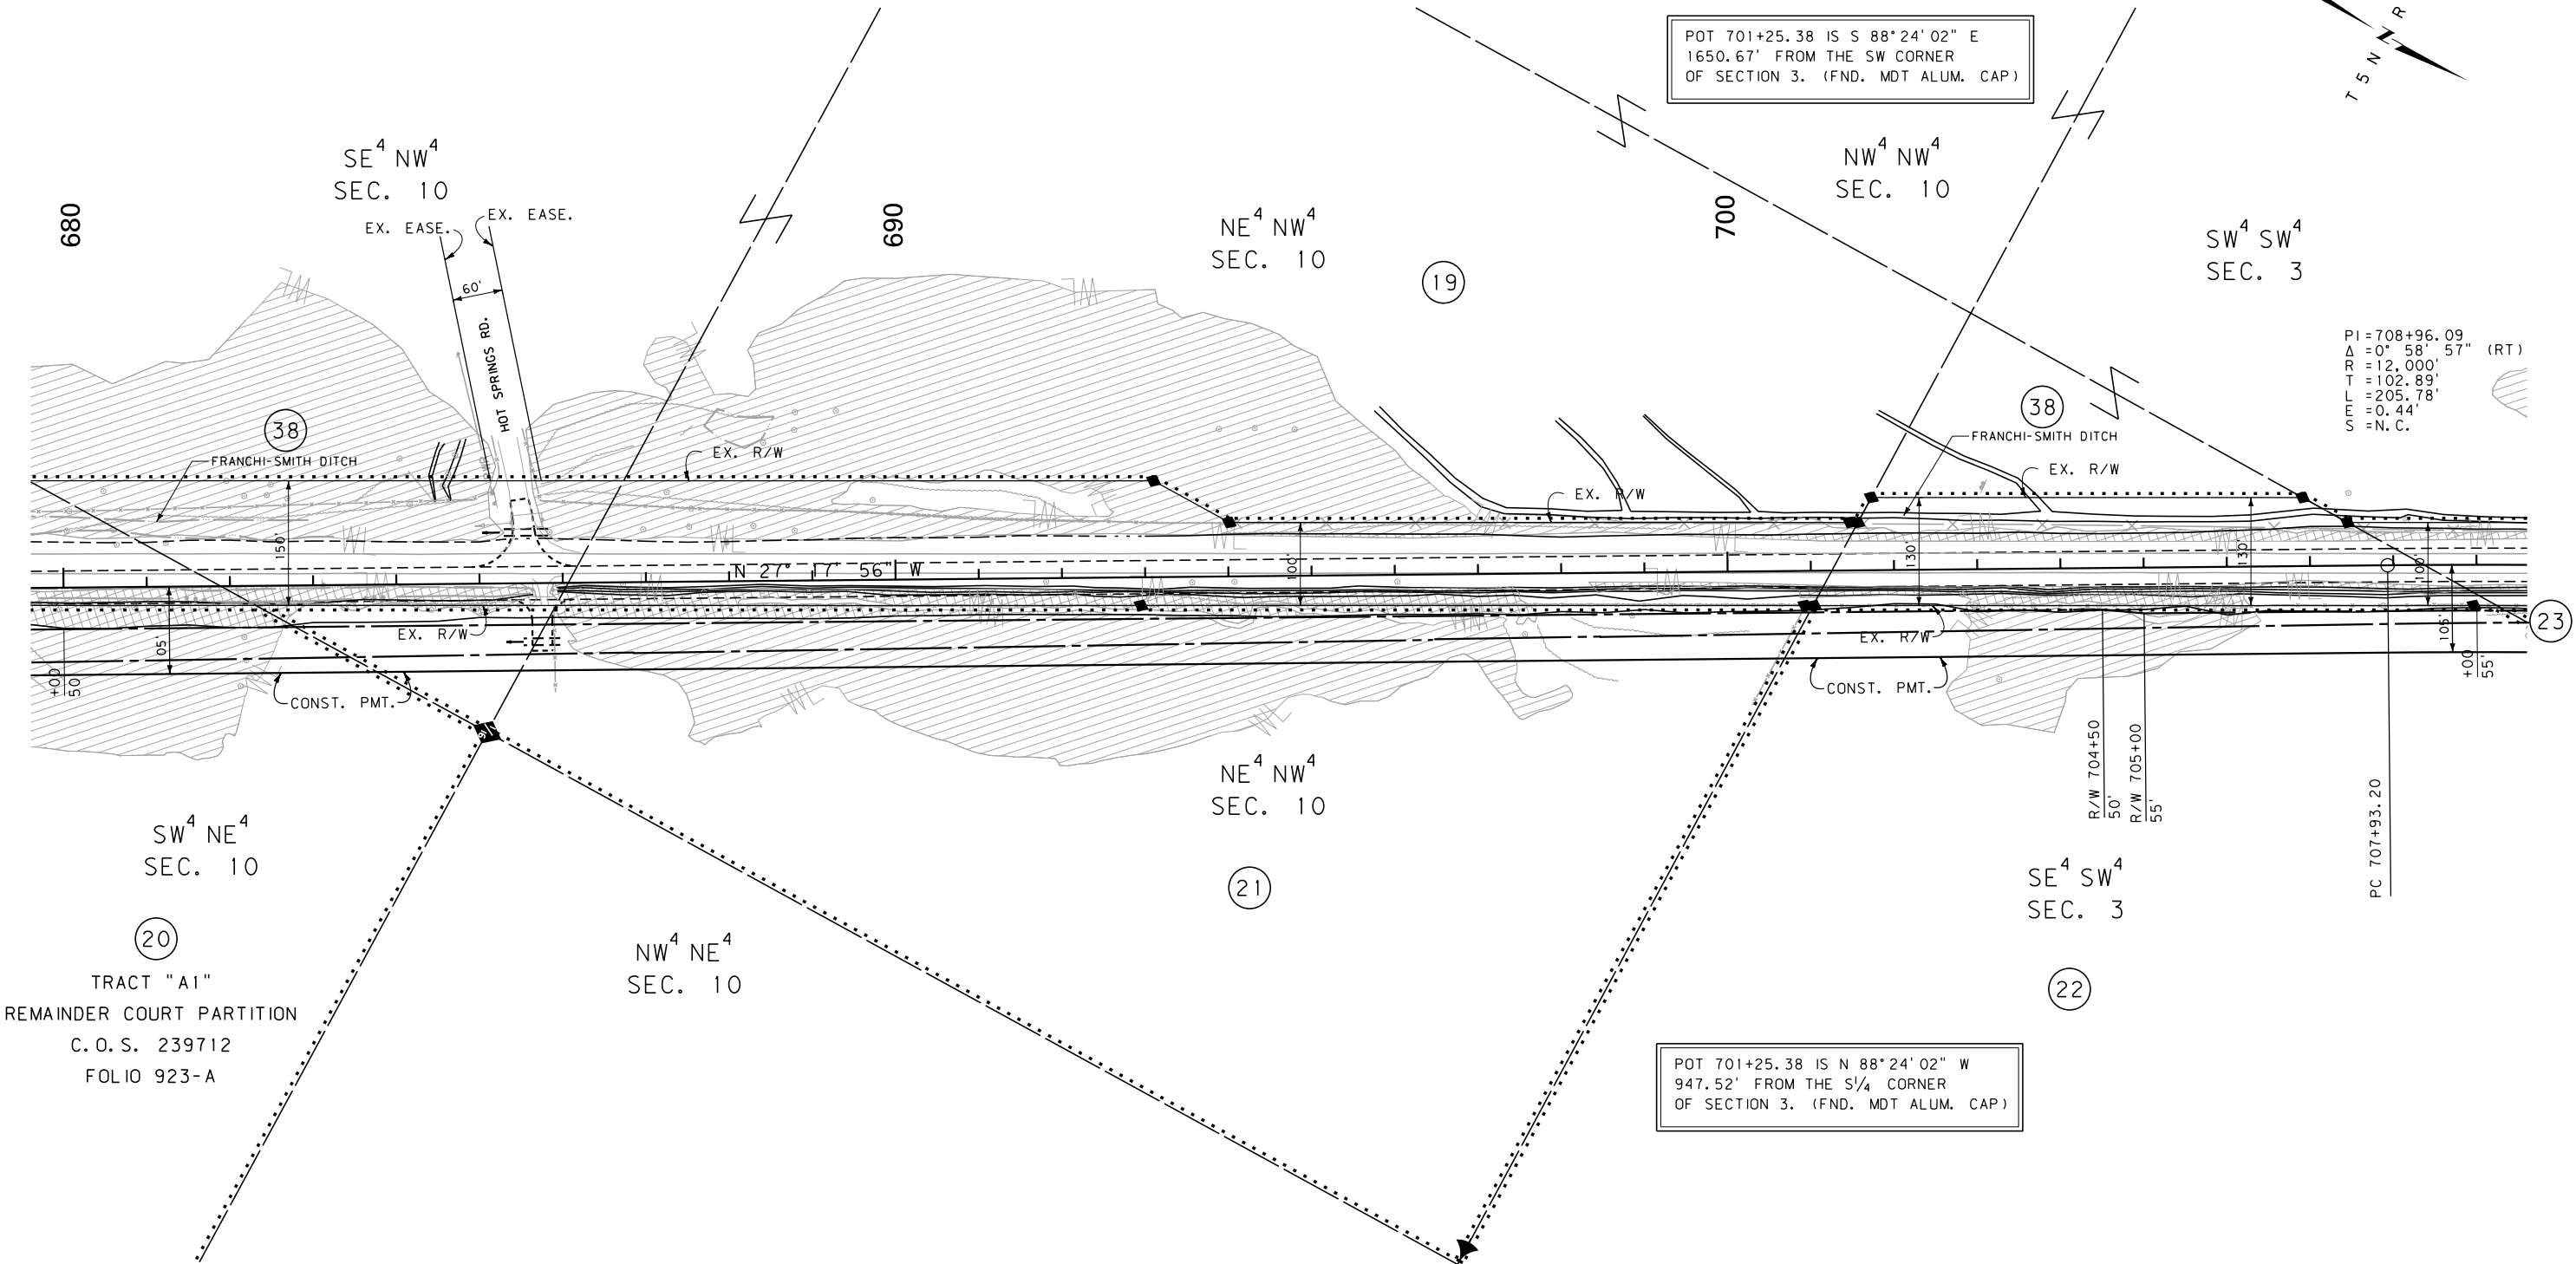 POT 701+25.38 IS S 88°24'02" E
1650.67' FROM THE SW CORNER
OF SECTION 3. (FND. MDT ALUM. CAP)
T 5 N R
SE4 NW4
SEC. 10
NW4 NW4
SEC. 10
680
690
700
EX. EASE.
EX. EASE.
NE4 NW4
SEC. 10
SW4 SW4
SEC. 3
19
60'
HOT SPRINGS RD.
PI =708+96.09
Δ =0° 58' 57" (RT)
R =12,000'
T =102.89'
L =205.78'
E =0.44'
S =N.C.
38
FRANCHI-SMITH DITCH
EX. R/W
38
FRANCHI-SMITH DITCH
EX. R/W
EX. R/W
150'
100'
130'
130'
100'
N 27° 17' 56" W
EX. R/W
EX. R/W
23
05'
105'
+00
50
CONST. PMT.
CONST. PMT.
+00
55'
R/W 704+50
50'
R/W 705+00
55'
PC 707+93.20
NE4 NW4
SEC. 10
SW4 NE4
SEC. 10
21
SE4 SW4
SEC. 3
20
NW4 NE4
SEC. 10
22
TRACT "A1"
REMAINDER COURT PARTITION
C.O.S. 239712
FOLIO 923-A
POT 701+25.38 IS N 88°24'02" W
947.52' FROM THE S1/4 CORNER
OF SECTION 3. (FND. MDT ALUM. CAP)